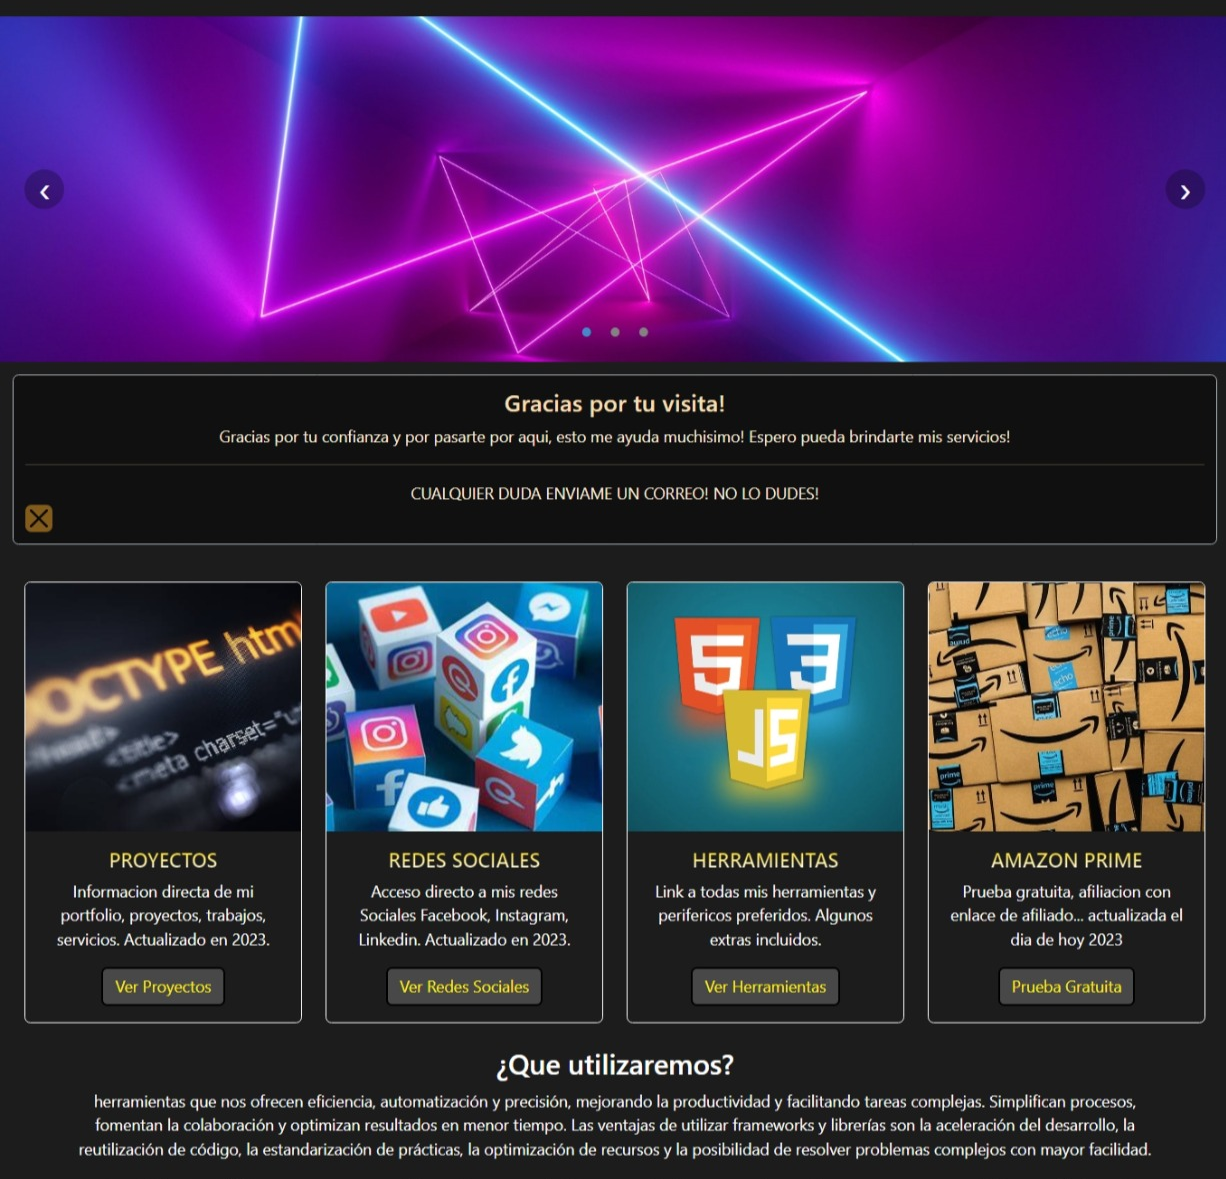 Gracias por tu visita!
Gracias por tu confianza y por pasarte por aqui, esto me ayuda muchisimo! Espero pueda brindarte mis servicios!
CUALQUIER DUDA ENVIAME UN CORREO! NO LO DUDES!
OCTYPE htm
<title>
<meta charset="u
5
3
JS
echo
prime
prime
prime
PROYECTOS
Informacion directa de mi
portfolio, proyectos, trabajos,
servicios. Actualizado en 2023.
Ver Proyectos
REDES SOCIALES
Acceso directo a mis redes
Sociales Facebook, Instagram,
Linkedin. Actualizado en 2023.
Ver Redes Sociales
HERRAMIENTAS
Link a todas mis herramientas y
perifericos preferidos. Algunos
extras incluidos.
Ver Herramientas
AMAZON PRIME
Prueba gratuita, afiliacion con
enlace de afiliado... actualizada el
dia de hoy 2023
Prueba Gratuita
¿Que utilizaremos?
herramientas que nos ofrecen eficiencia, automatización y precisión, mejorando la productividad y facilitando tareas complejas. Simplifican procesos,
fomentan la colaboración y optimizan resultados en menor tiempo. Las ventajas de utilizar frameworks y librerías son la aceleración del desarrollo, la
reutilización de código, la estandarización de prácticas, la optimización de recursos y la posibilidad de resolver problemas complejos con mayor facilidad.